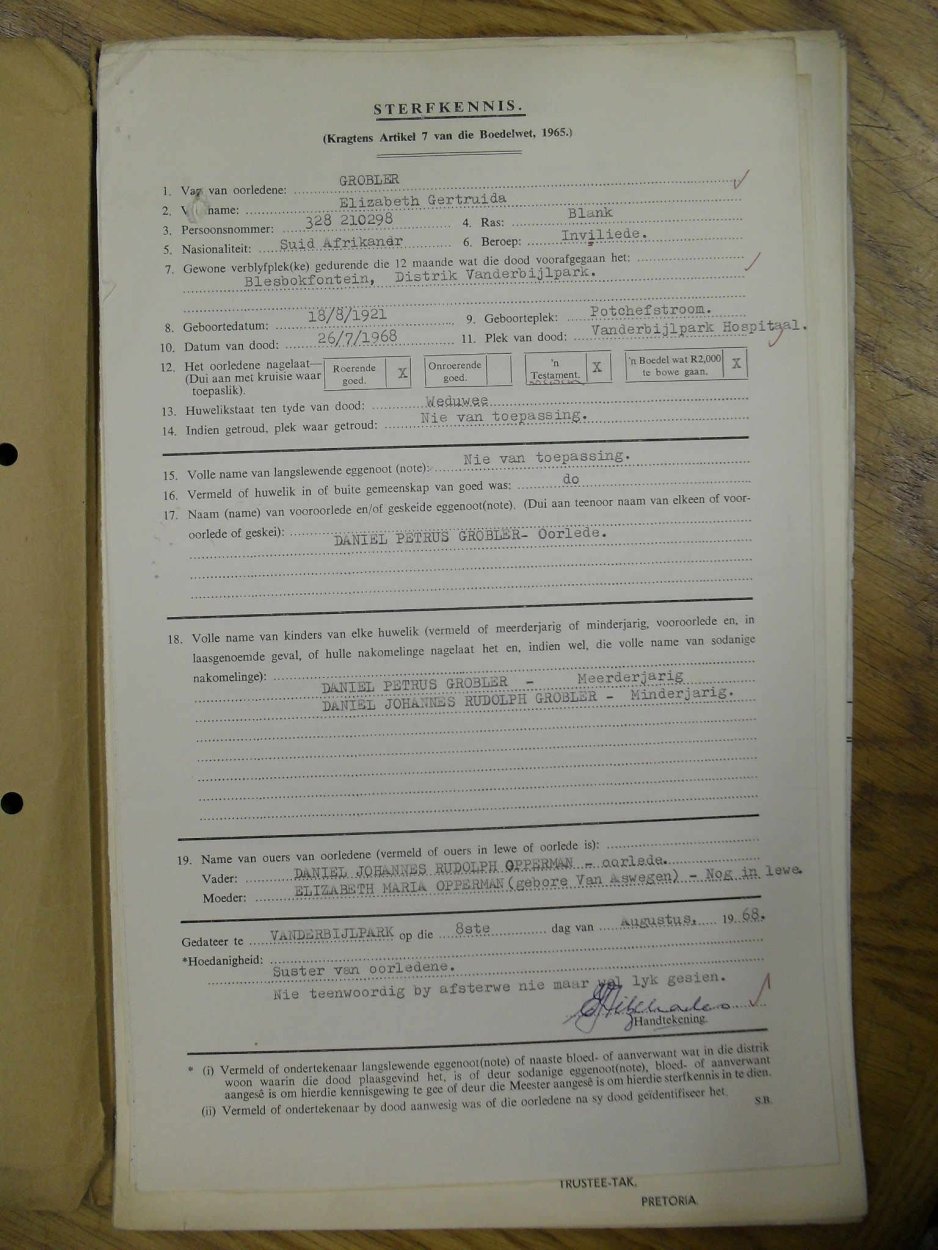 STERFKENNIS.
(Kragtens Artikel 7 van die Boedelwet, 1965.)
1. Van van oorledene: GROBLER
2. name: Elizabeth Gertruida
3. Persoonsnommer: 328 210298 4. Ras: Blank
5. Nasionaliteit: Suid Afrikanär 6. Beroep: Inviliede.
7. Gewone verblyfplek(ke) gedurende die 12 maande wat die dood voorafgegaan het:
Blesbokfontein, Distrik Vanderbijlpark.
8. Geboortedatum: 18/8/1921 9. Geboorteplek: Potchefstroom.
10. Datum van dood: 26/7/1968 11. Plek van dood: Vanderbijlpark Hospitaal.
12. Het oorledene nagelaat— Roerende goed. X Onroerende goed. 'n Testament. X 'n Boedel wat R2,000 te bowe gaan. X
(Dui aan met kruisie waar
toepaslik).
13. Huwelikstaat ten tyde van dood: Weduwee
14. Indien getroud, plek waar getroud: Nie van toepassing.
15. Volle name van langslewende eggenoot (note): Nie van toepassing.
16. Vermeld of huwelik in of buite gemeenskap van goed was: do
17. Naam (name) van vooroorlede en/of geskeide eggenoot(note). (Dui aan teenoor naam van elkeen of voor-
oorlede of geskei):
DANIEL PETRUS GROBLER- Oorlede.
18. Volle name van kinders van elke huwelik (vermeld of meerderjarig of minderjarig, vooroorlede en, in
laasgenoemde geval, of hulle nakomelinge nagelaat het en, indien wel, die volle name van sodanige
nakomelinge):
DANIEL PETRUS GROBLER - Meerderjarig
DANIEL JOHANNES RUDOLPH GROBLER - Minderjarig.
19. Name van ouers van oorledene (vermeld of ouers in lewe of oorlede is):
Vader: DANIEL JOHANNES RUDOLPH OPPERMAN - oorlede.
Moeder: ELIZABETH MARIA OPPERMAN(gebore Van Aswegen) - Nog in lewe.
Gedateer te VANDERBIJLPARK op die 8ste dag van Augustus, 1968.
*Hoedanigheid:
Suster van oorledene.
Nie teenwoordig by afsterwe nie maar wel lyk gesien.
Handtekening.
* (i) Vermeld of ondertekenaar langslewende eggenoot(note) of naaste bloed- of aanverwant wat in die distrik
woon waarin die dood plaasgevind het, is of deur sodanige eggenoot(note), bloed- of aanverwant
aangesê is om hierdie kennisgewing te gee of deur die Meester aangesê is om hierdie sterfkennis in te dien.
(ii) Vermeld of ondertekenaar by dood aanwesig was of die oorledene na sy dood geïdentifiseer het.
S.B.
TRUSTEE-TAK.
PRETORIA.